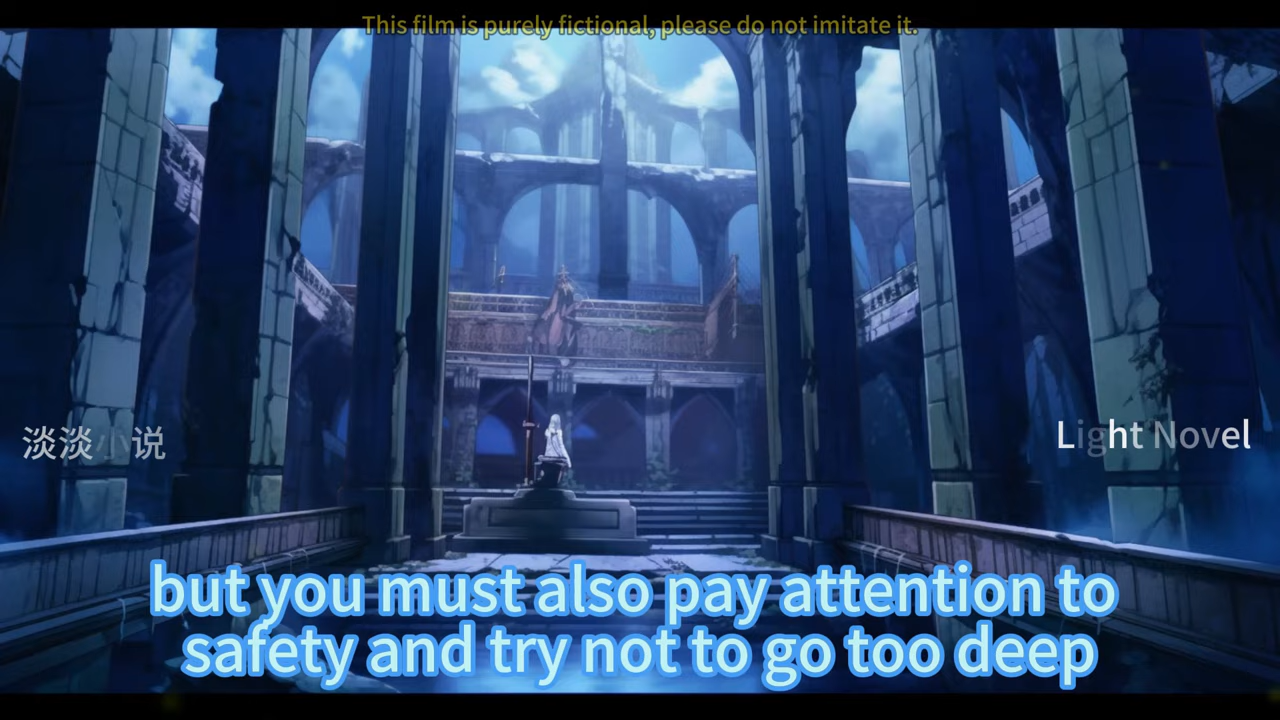 This film is purely fictional, please do not imitate it.
淡淡小说
Light Novel
but you must also pay attention to
safety and try not to go too deep